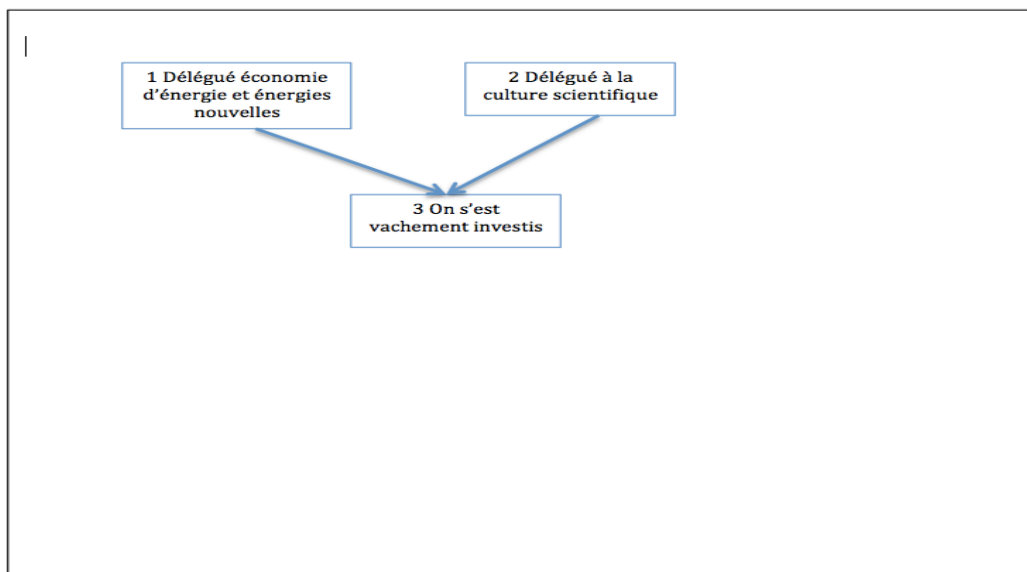 1 Délégué économie
d'énergie et énergies
nouvelles
2 Délégué à la
culture scientifique
3 On s'est
vachement investis